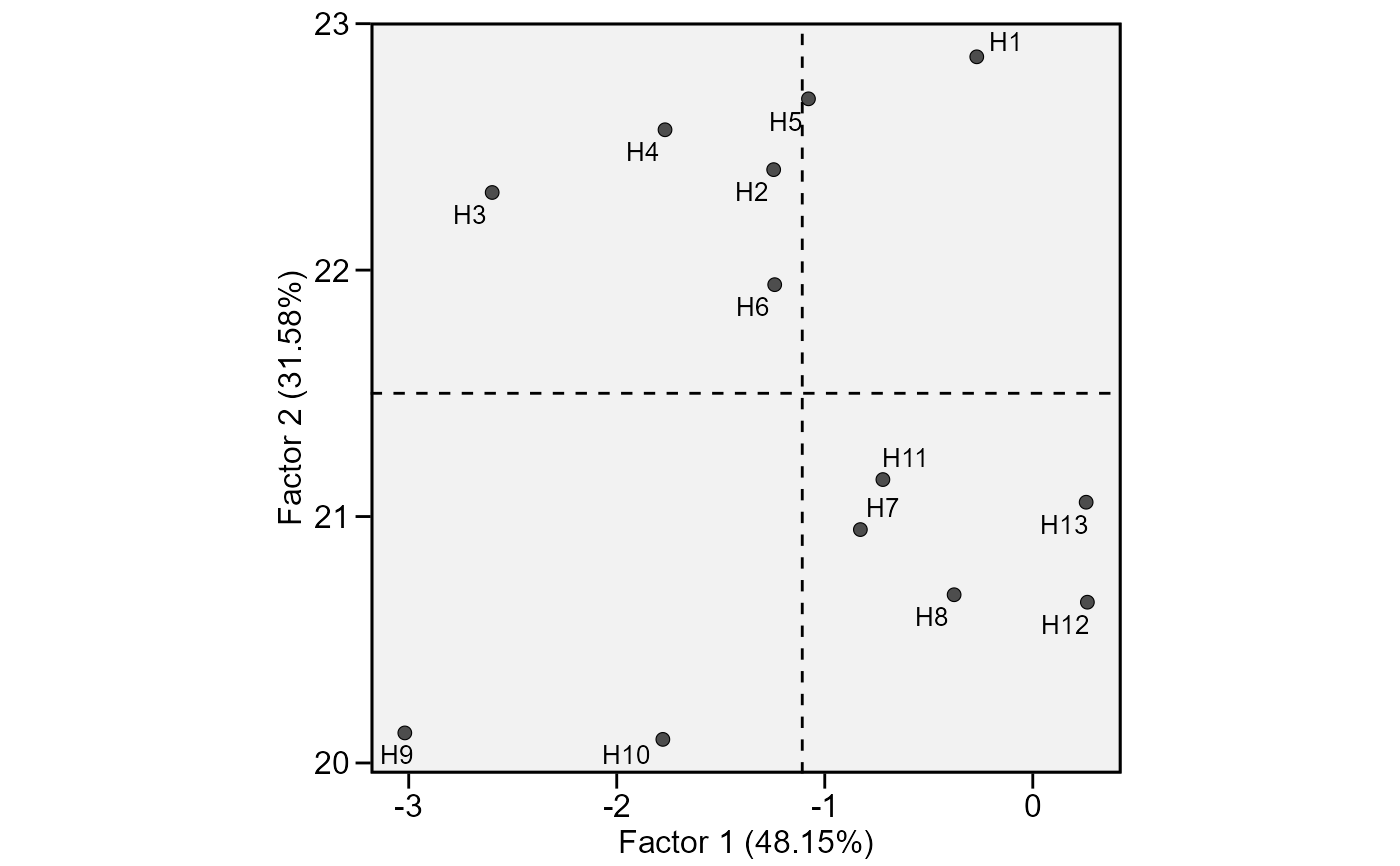 23
H1
H5
H4
H2
H3
22
H6
Factor 2 (31.58%)
H11
H7
21
H13
H8
H12
H9
H10
20
-3
-2
-1
0
Factor 1 (48.15%)